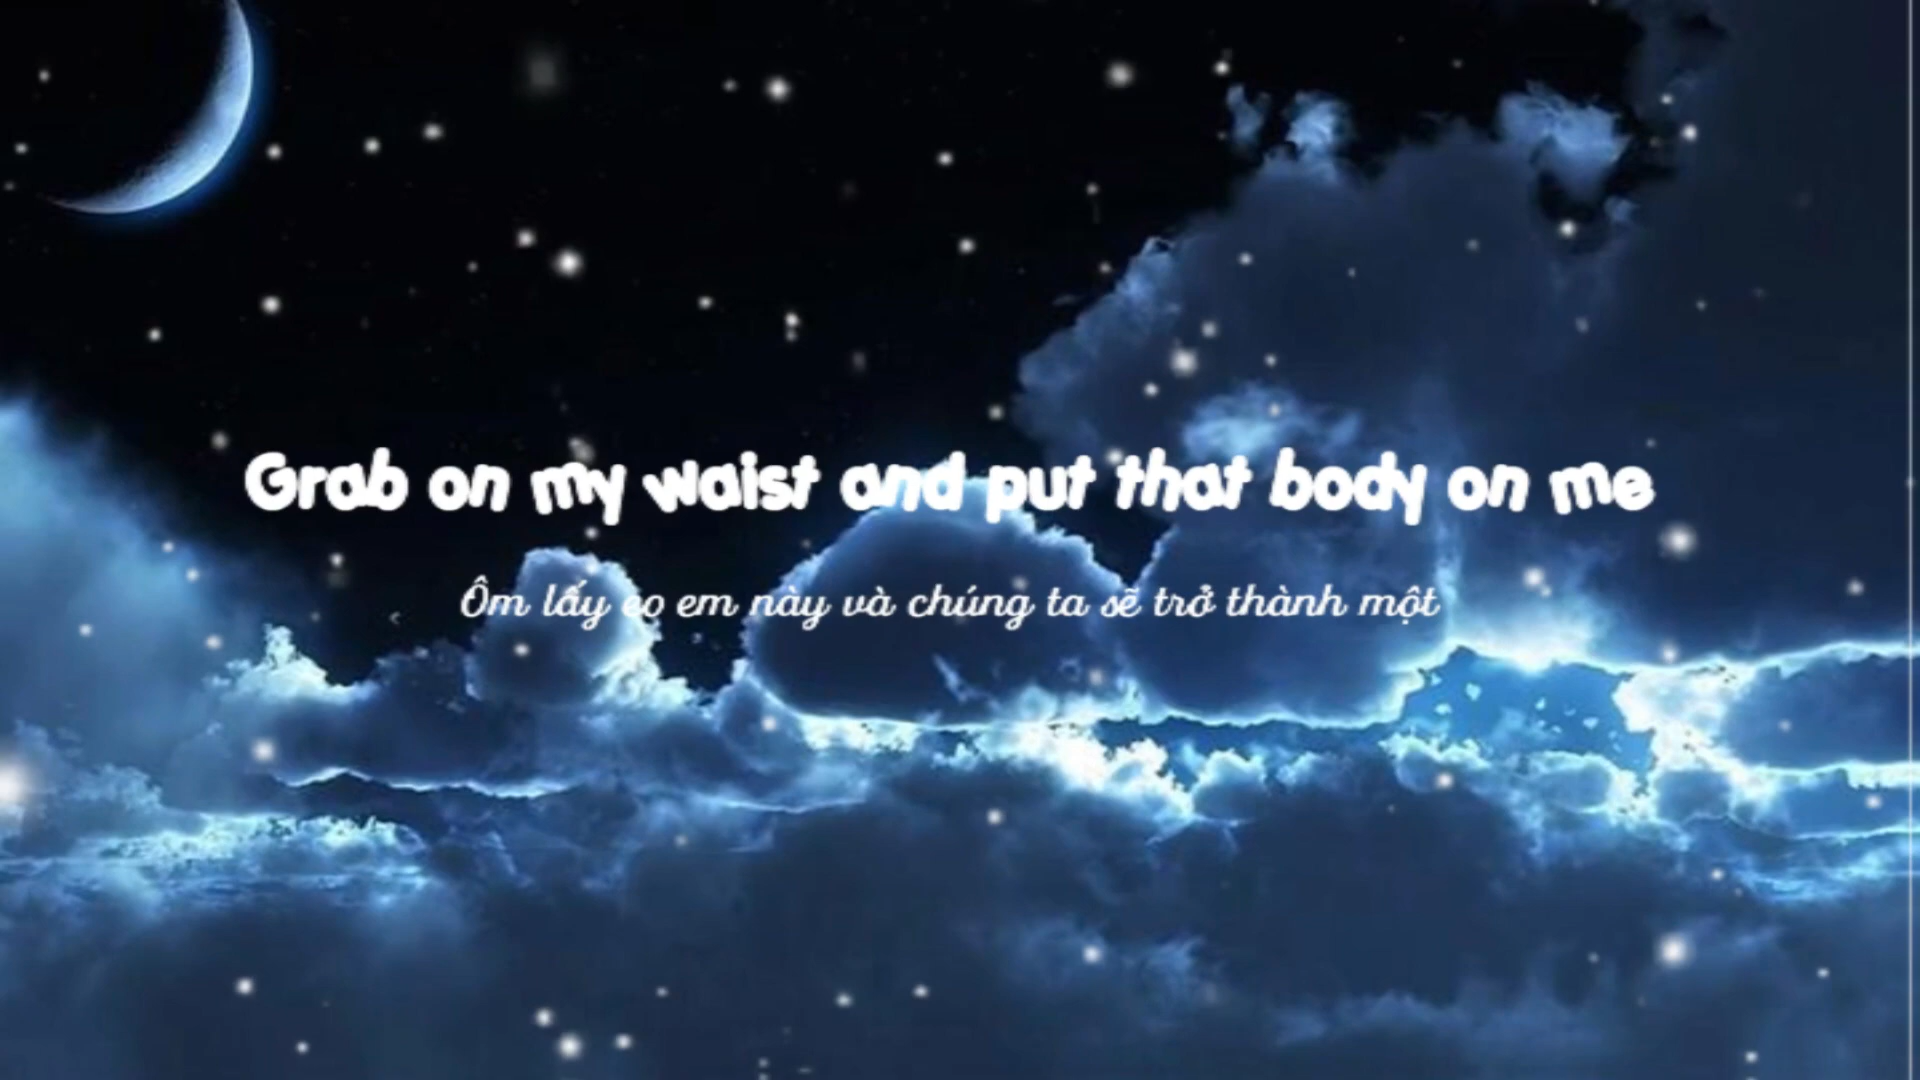 Grab on my waist and put that body on me
Ôm lấy eo em này và chúng ta sẽ trở thành một